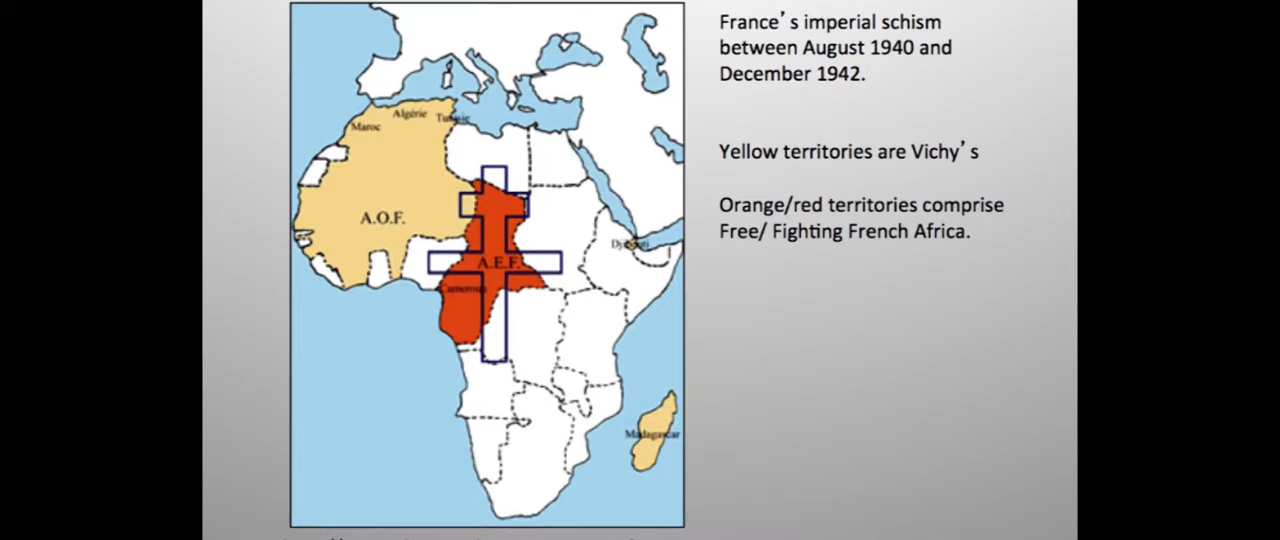 France's imperial schism
between August 1940 and
December 1942.
Yellow territories are Vichy's
Orange/red territories comprise
Free/ Fighting French Africa.
Maroc
Algérie
Tunisie
A.O.F.
A.E.F.
Cameroun
Djibouti
Madagascar